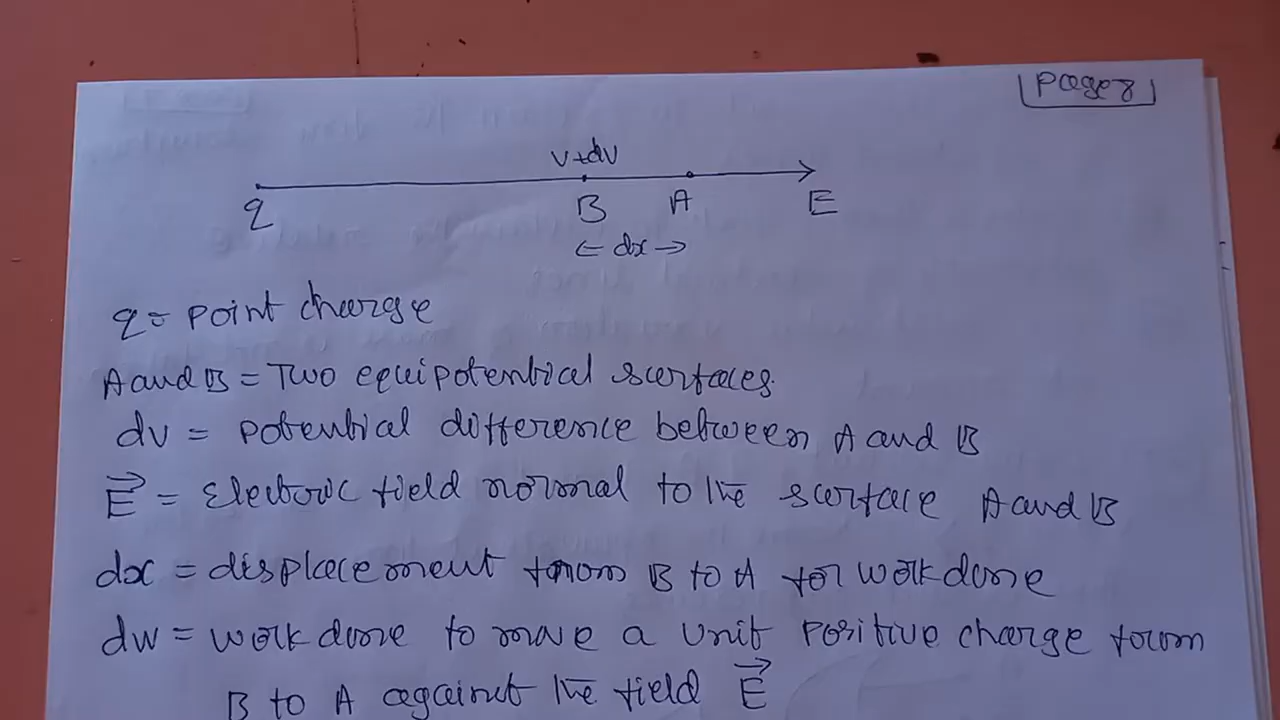 Page 8
V+dV
q B A E
← dx →
q = Point charge
A and B = Two equipotential surfaces.
dv = potential difference between A and B
E = Electric field normal to the surface A and B
dx = displacement from B to A for work done
dw = work done to move a unit positive charge from
B to A against the field E